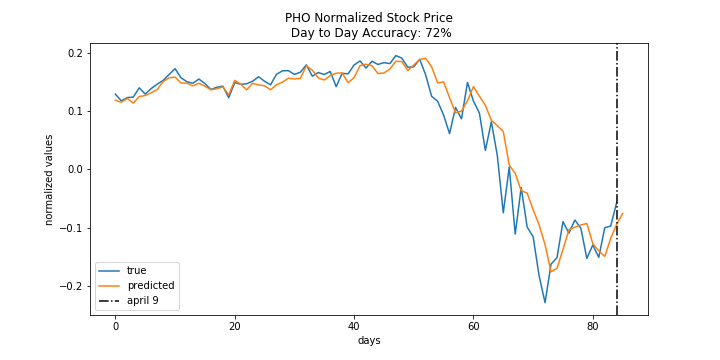 PHO Normalized Stock Price
Day to Day Accuracy: 72%
normalized values
0.2
0.1
0.0
−0.1
−0.2
true
predicted
april 9
0
20
40
60
80
days